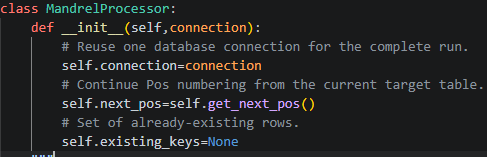 class MandrelProcessor:
    def __init__(self,connection):
        # Reuse one database connection for the complete run.
        self.connection=connection
        # Continue Pos numbering from the current target table.
        self.next_pos=self.get_next_pos()
        # Set of already-existing rows.
        self.existing_keys=None
    """